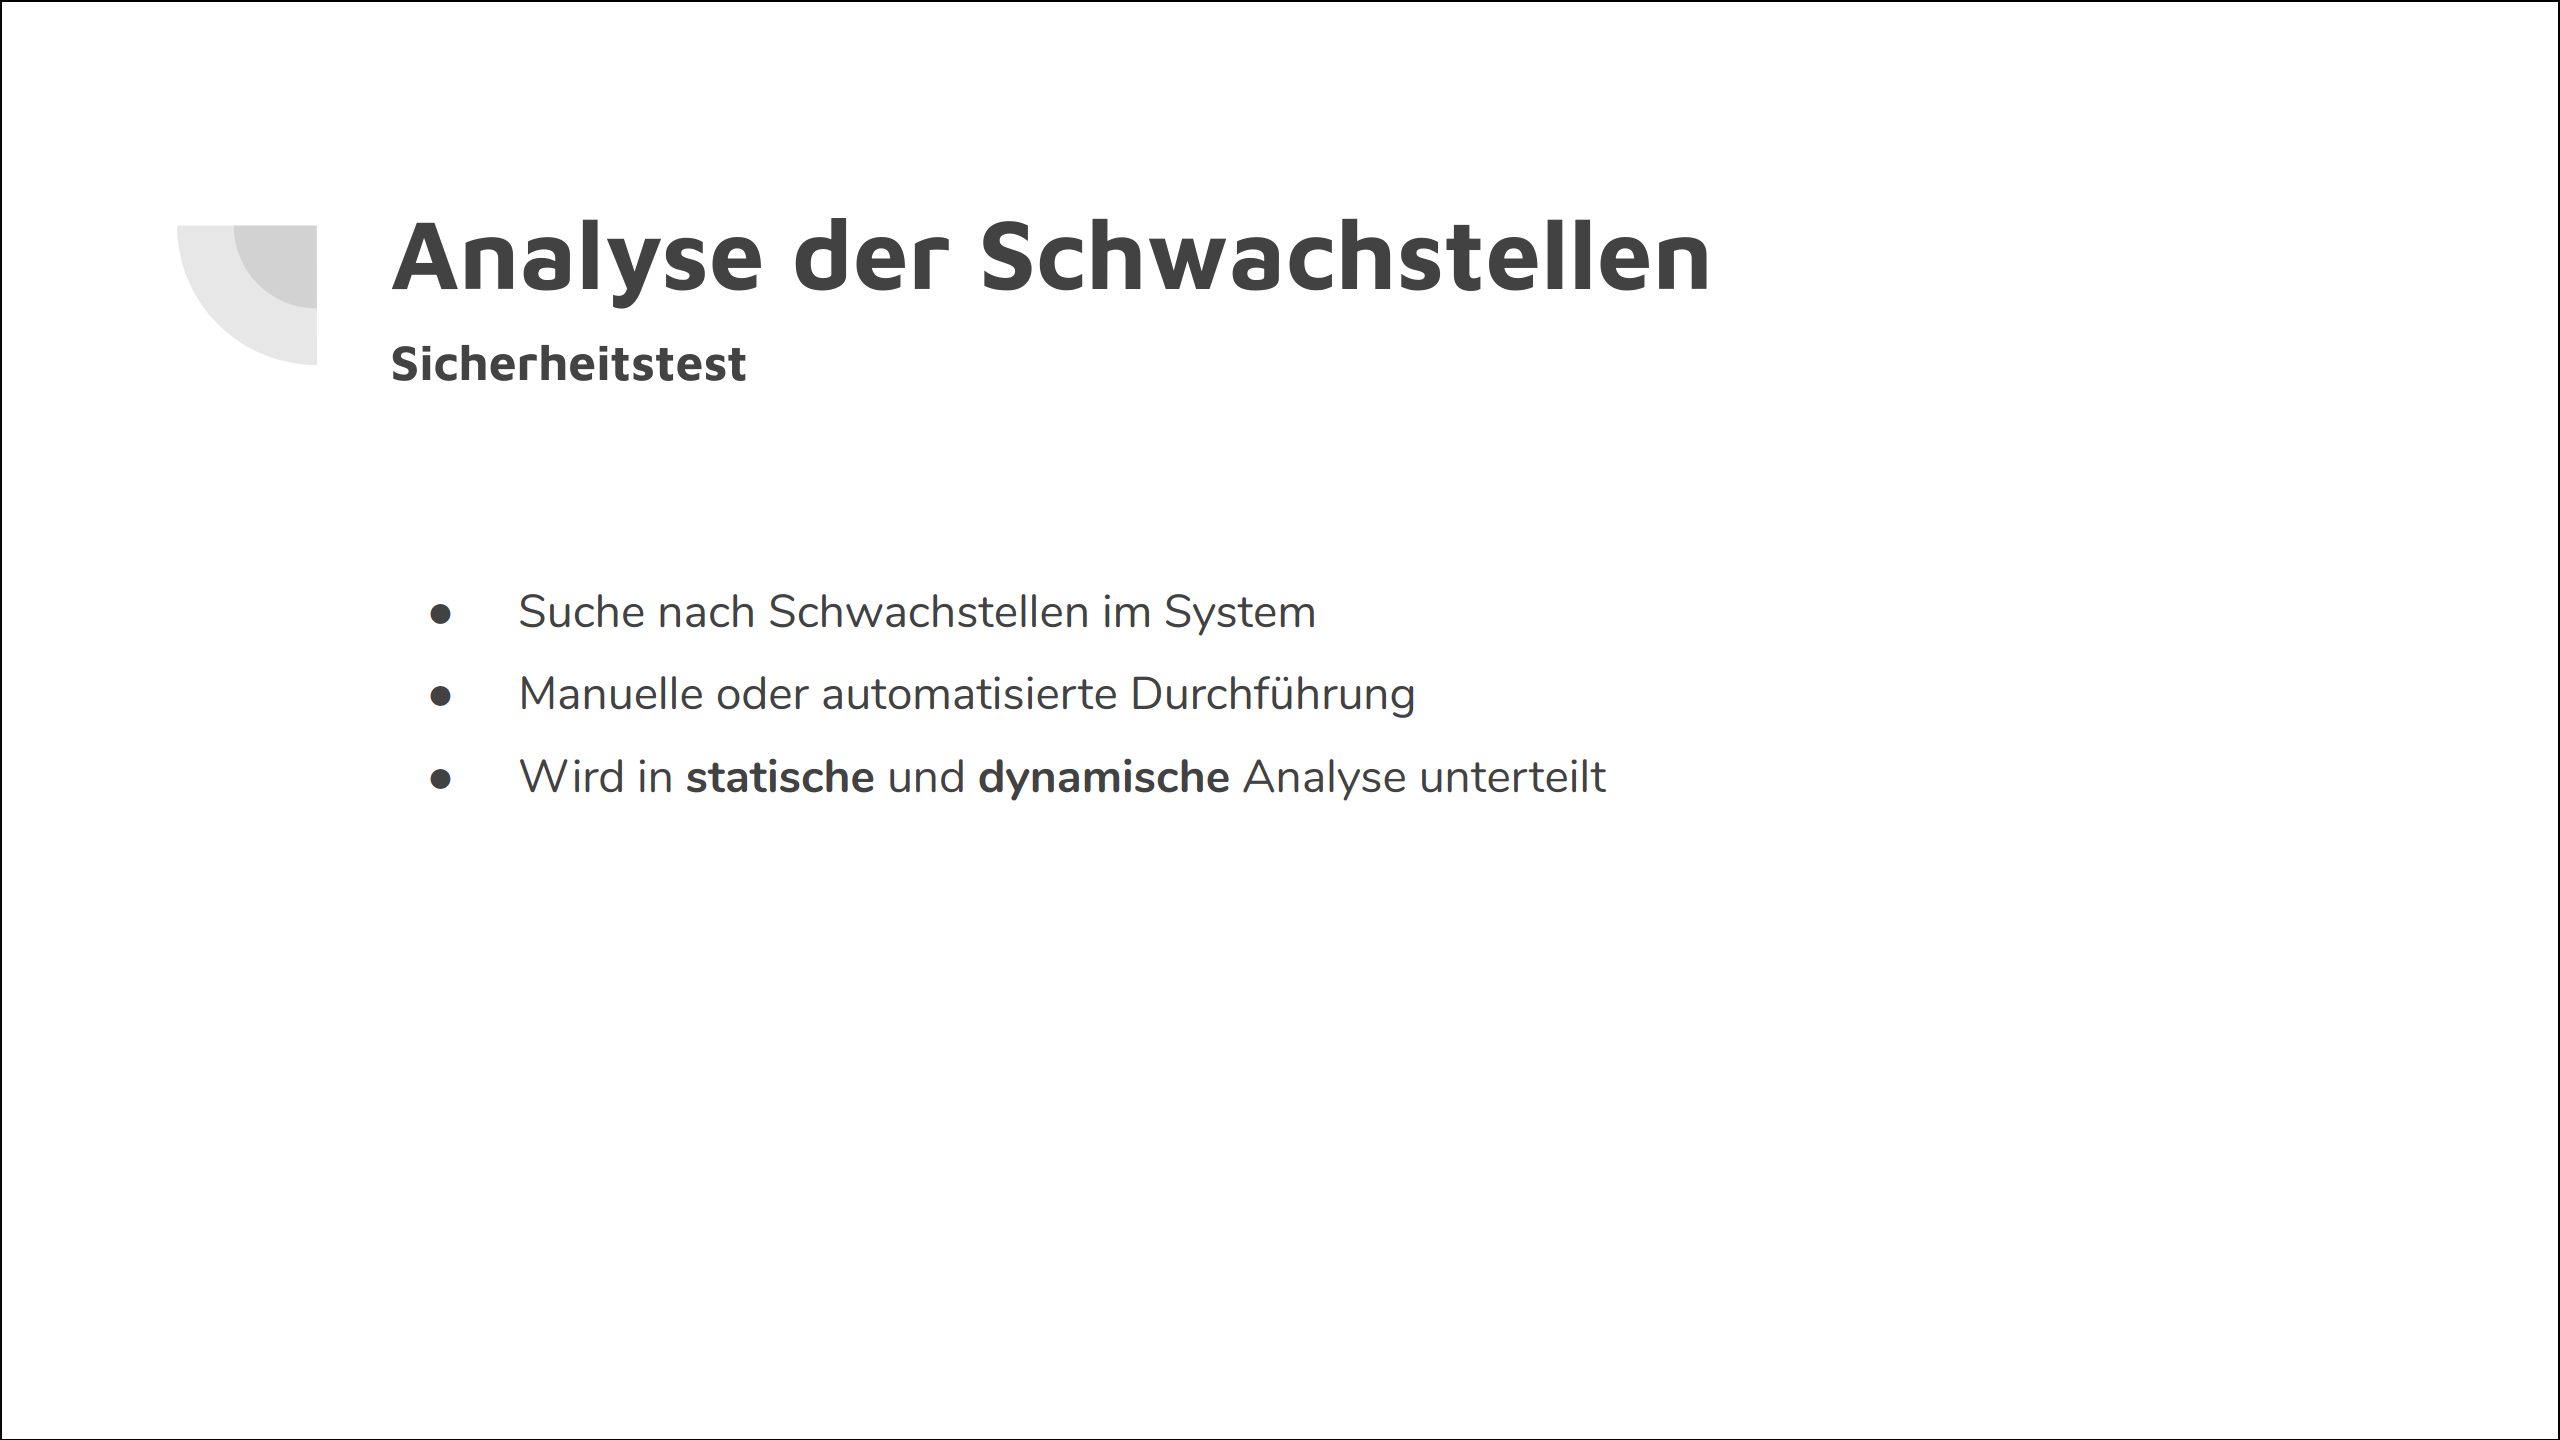 Analyse der Schwachstellen
Sicherheitstest
● Suche nach Schwachstellen im System
● Manuelle oder automatisierte Durchführung
● Wird in statische und dynamische Analyse unterteilt